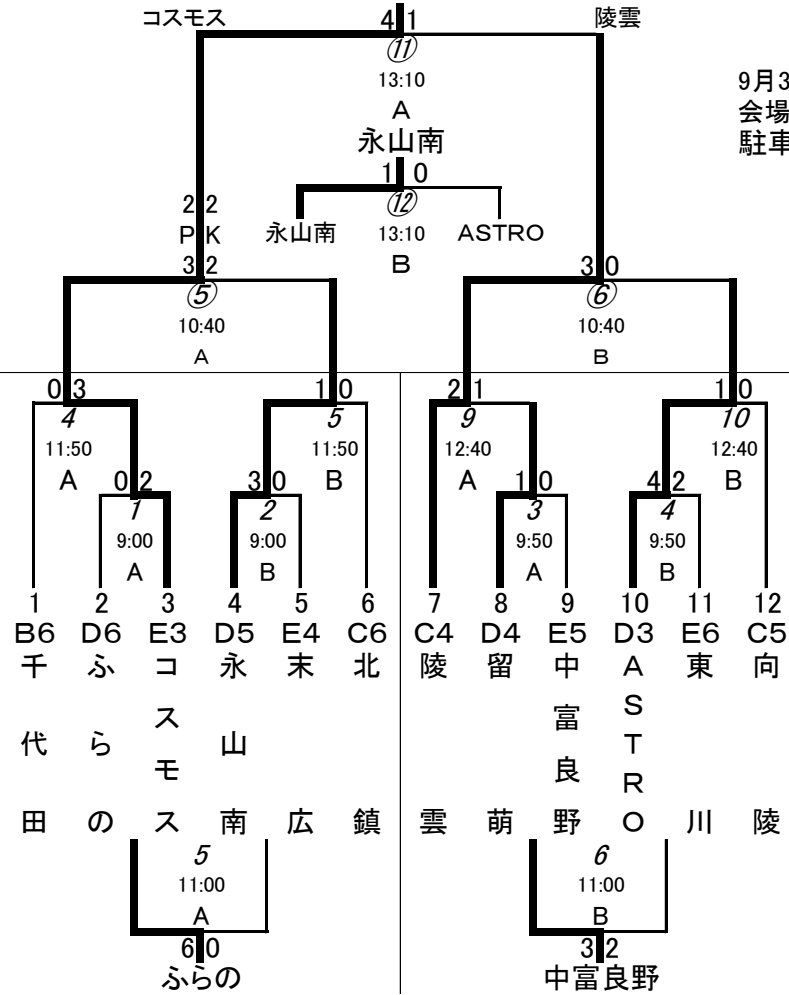 コスモス 4 1 陵雲
⑪
13:10
A
9月3
会場
駐車
永山南
1 0
⑫
永山南 13:10 ASTRO
B
2 2
PK
3 2
⑤
10:40
A
3 0
⑥
10:40
B
0 3 1 0 2 1 1 0
4 5 9 10
11:50 11:50 12:40 12:40
A B A B
0 2 3 0 1 0 4 2
1 2 3 4
9:00 9:00 9:50 9:50
A B A B
1 2 3 4 5 6 7 8 9 10 11 12
B6 D6 E3 D5 E4 C6 C4 D4 E5 D3 E6 C5
千代田
ふらの
コスモス
永山南
末広
北鎮
陵雲
留萌
中富良野
ASTRO
東川
向陵
5 6
11:00 11:00
A B
6 0 3 2
ふらの 中富良野